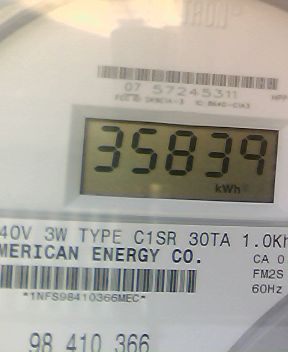 TRON
07 57245311
35839
kWh
40V 3W TYPE C1SR 30TA 1.0Kh
MERICAN ENERGY CO. CA 0
FM2S
60Hz
*1NFS98410366MEC*
98 410 366